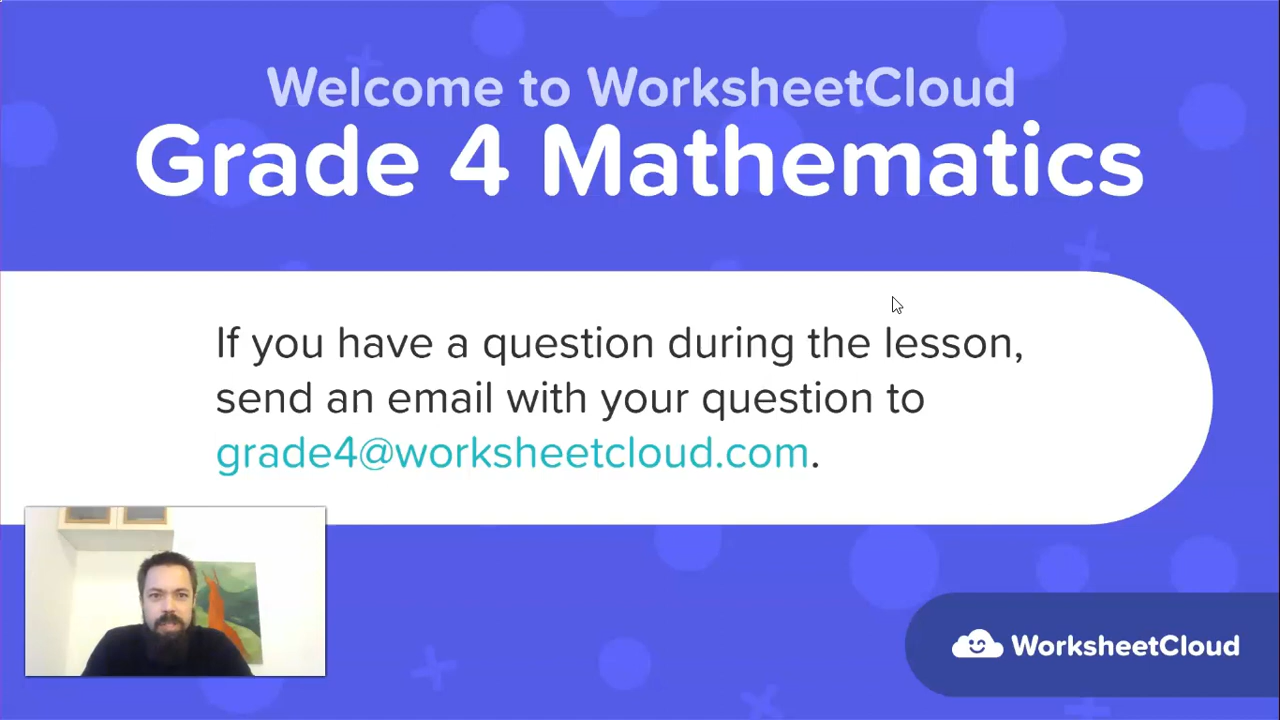 Welcome to WorksheetCloud
Grade 4 Mathematics
If you have a question during the lesson,
send an email with your question to
grade4@worksheetcloud.com.
WorksheetCloud